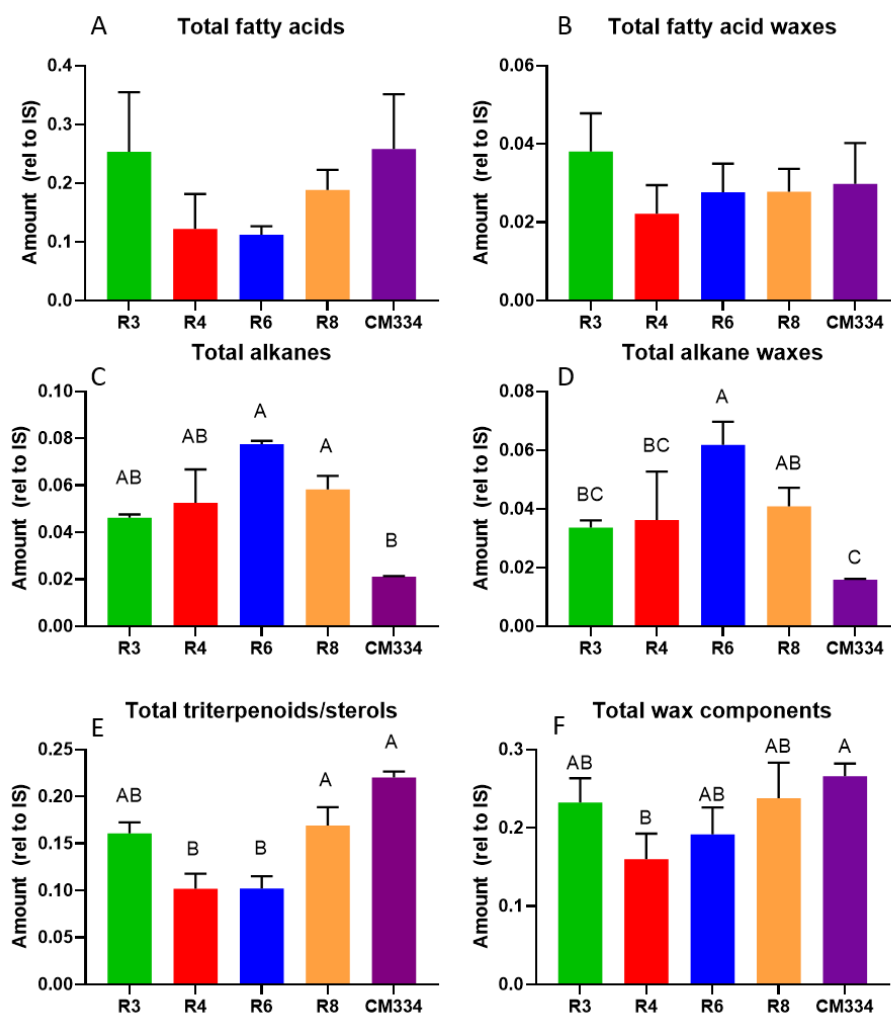 A
Total fatty acids
Amount (rel to IS)
0.4
0.3
0.2
0.1
0.0
R3 R4 R6 R8 CM334
B
Total fatty acid waxes
Amount (rel to IS)
0.06
0.04
0.02
0.00
R3 R4 R6 R8 CM334
C
Total alkanes
Amount (rel to IS)
0.10
0.08
0.06
0.04
0.02
0.00
AB AB A A B
R3 R4 R6 R8 CM334
D
Total alkane waxes
Amount (rel to IS)
0.08
0.06
0.04
0.02
0.00
BC BC A AB C
R3 R4 R6 R8 CM334
E
Total triterpenoids/sterols
Amount (rel to IS)
0.25
0.20
0.15
0.10
0.05
0.00
AB B B A A
R3 R4 R6 R8 CM334
F
Total wax components
Amount (rel to IS)
0.3
0.2
0.1
0.0
AB B AB AB A
R3 R4 R6 R8 CM334